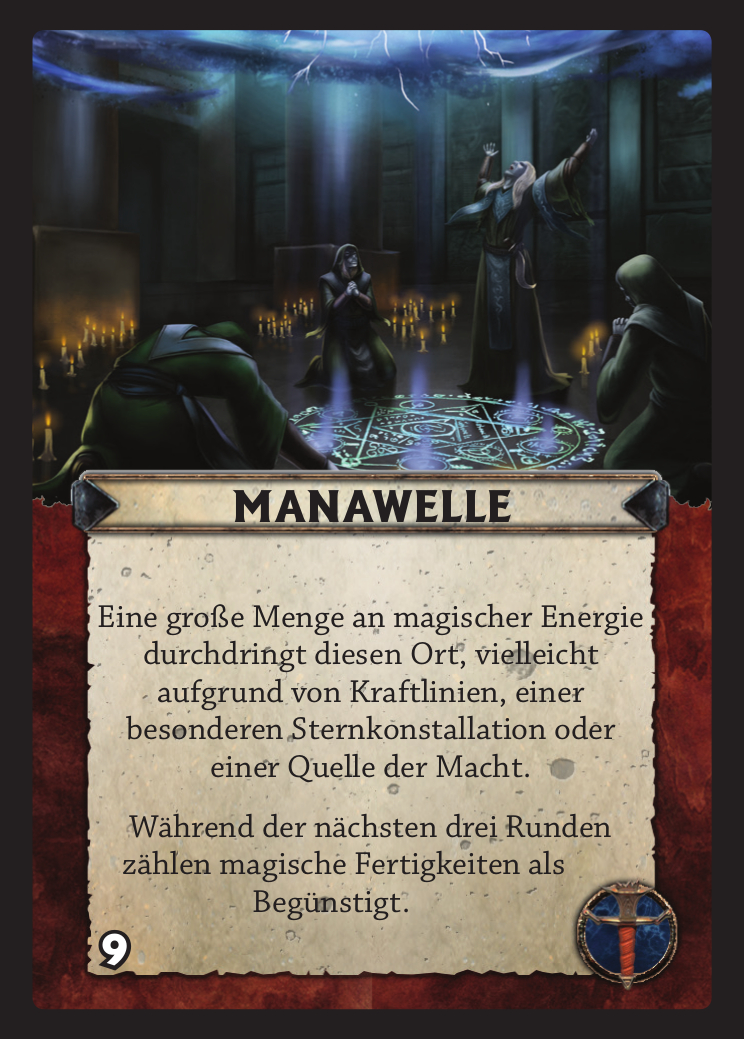 MANAWELLE
Eine große Menge an magischer Energie
durchdringt diesen Ort, vielleicht
aufgrund von Kraftlinien, einer
besonderen Sternkonstallation oder
einer Quelle der Macht.
Während der nächsten drei Runden
zählen magische Fertigkeiten als
Begünstigt.
9